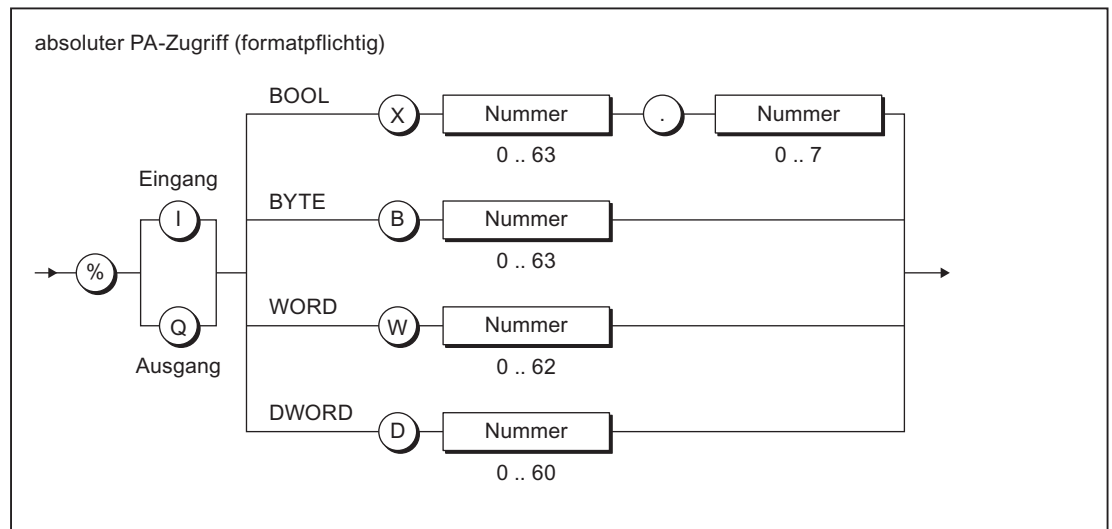 absoluter PA-Zugriff (formatpflichtig)
BOOL
X
Nummer
.
Nummer
0 .. 63
0 .. 7
Eingang
I
BYTE
B
Nummer
0 .. 63
%
Q
Ausgang
WORD
W
Nummer
0 .. 62
DWORD
D
Nummer
0 .. 60